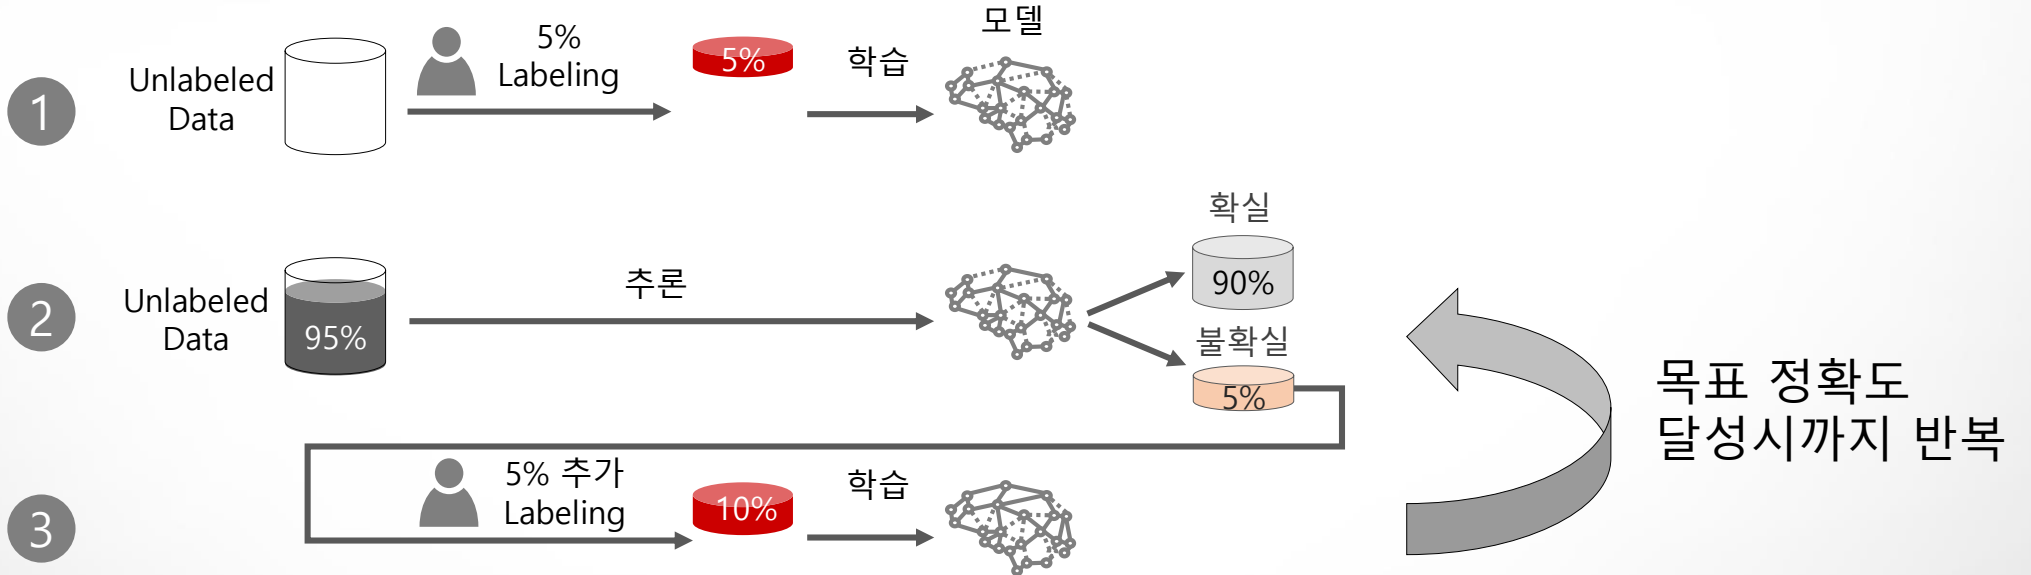 1
Unlabeled
Data
5%
Labeling
5%
학습
모델
2
Unlabeled
Data
95%
추론
확실
90%
불확실
5%
목표 정확도
달성시까지 반복
3
5% 추가
Labeling
10%
학습